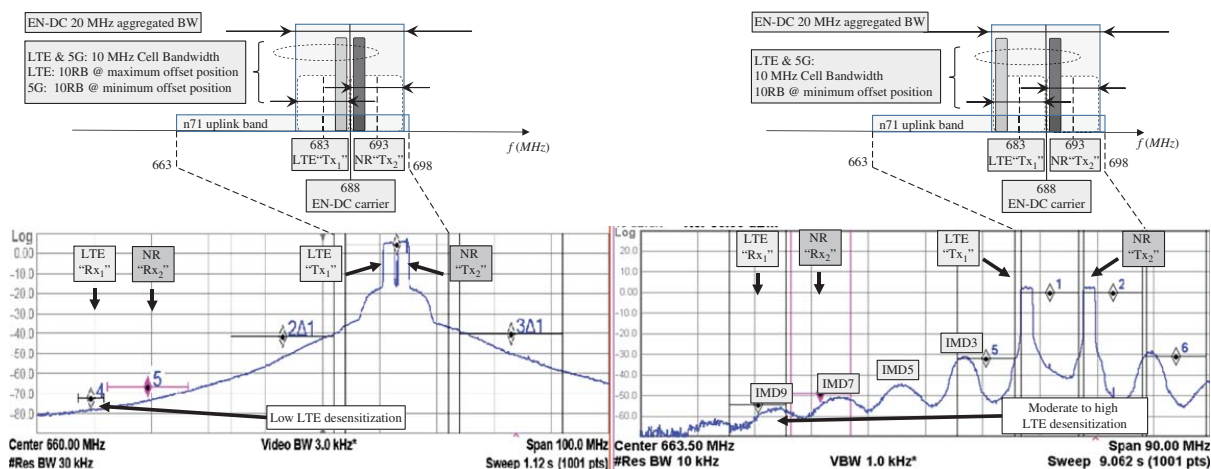 EN-DC 20 MHz aggregated BW
LTE & 5G: 10 MHz Cell Bandwidth
LTE: 10RB @ maximum offset position
5G: 10RB @ minimum offset position
n71 uplink band
f (MHz)
663
683
LTE“Tx1”
693
NR“Tx2”
698
688
EN-DC carrier
Log
0.00
-10.0
-20.0
-30.0
-40.0
-50.0
-60.0
-70.0
-80.0
LTE
“Rx1”
NR
“Rx2”
LTE
“Tx1”
NR
“Tx2”
2Δ1
3Δ1
4
5
Low LTE desensitization
Center 660.00 MHz
Video BW 3.0 kHz*
Span 100.0 MHz
#Res BW 30 kHz
Sweep 1.12 s (1001 pts)
EN-DC 20 MHz aggregated BW
LTE & 5G:
10 MHz Cell Bandwidth
10RB @ minimum offset position
n71 uplink band
f (MHz)
663
683
LTE“Tx1”
693
NR“Tx2”
698
688
EN-DC carrier
Log
20.0
10.0
0.00
-10.0
-20.0
-30.0
-40.0
-50.0
-60.0
LTE
“Rx1”
NR
“Rx2”
LTE
“Tx1”
NR
“Tx2”
1
2
IMD3
5
6
IMD5
IMD7
IMD9
Moderate to high
LTE desensitization
Center 663.50 MHz
Span 90.00 MHz
#Res BW 10 kHz
VBW 1.0 kHz*
Sweep 9.062 s (1001 pts)